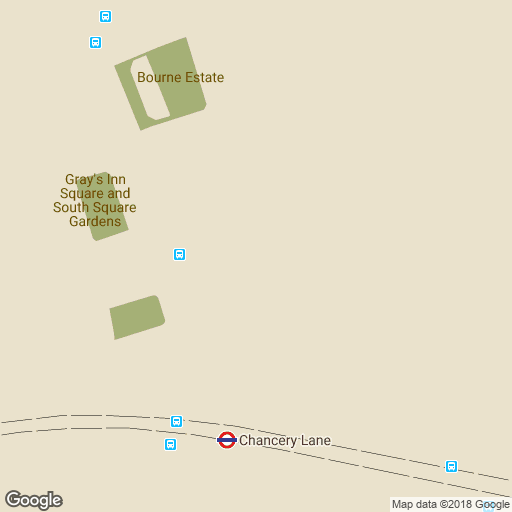 Bourne Estate
Gray's Inn
Square and
South Square
Gardens
Chancery Lane
Google
Map data ©2018 Google